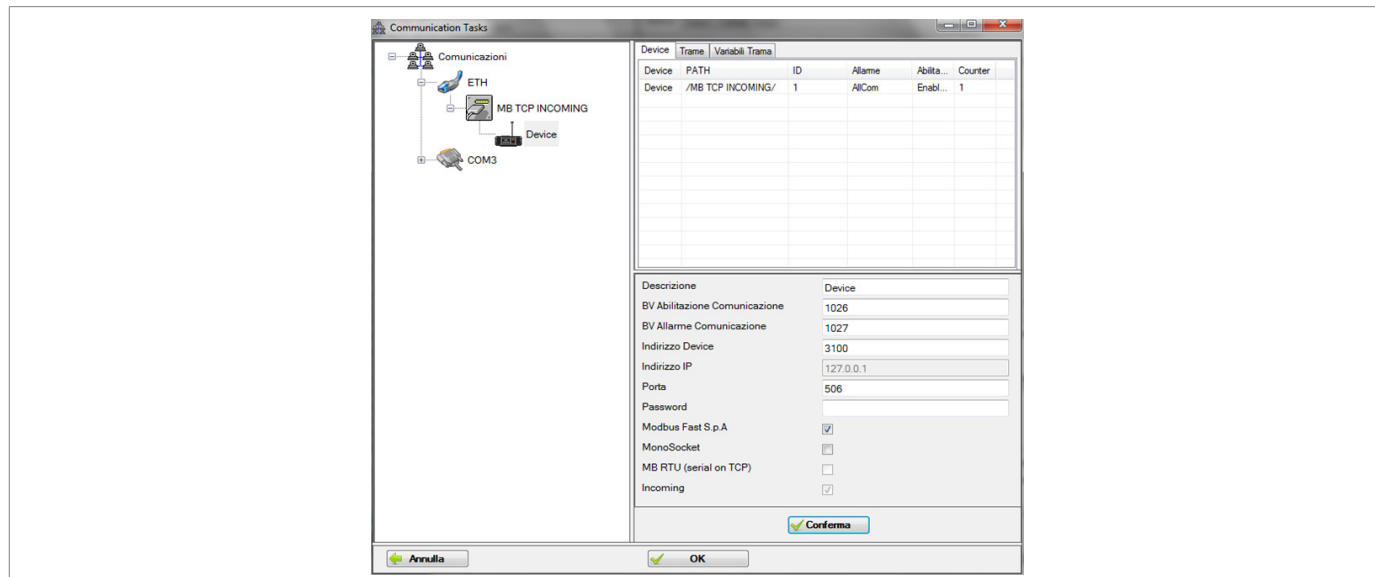 Communication Tasks
Comunicazioni
ETH
MB TCP INCOMING
Device
COM3
Device Trame Variabili Trama
Device PATH ID Allarme Abilita... Counter
Device /MB TCP INCOMING/ 1 AllCom Enabl... 1
Descrizione Device
BV Abilitazione Comunicazione 1026
BV Allarme Comunicazione 1027
Indirizzo Device 3100
Indirizzo IP 127.0.0.1
Porta 506
Password
Modbus Fast S.p.A
MonoSocket
MB RTU (serial on TCP)
Incoming
Conferma
Annulla OK